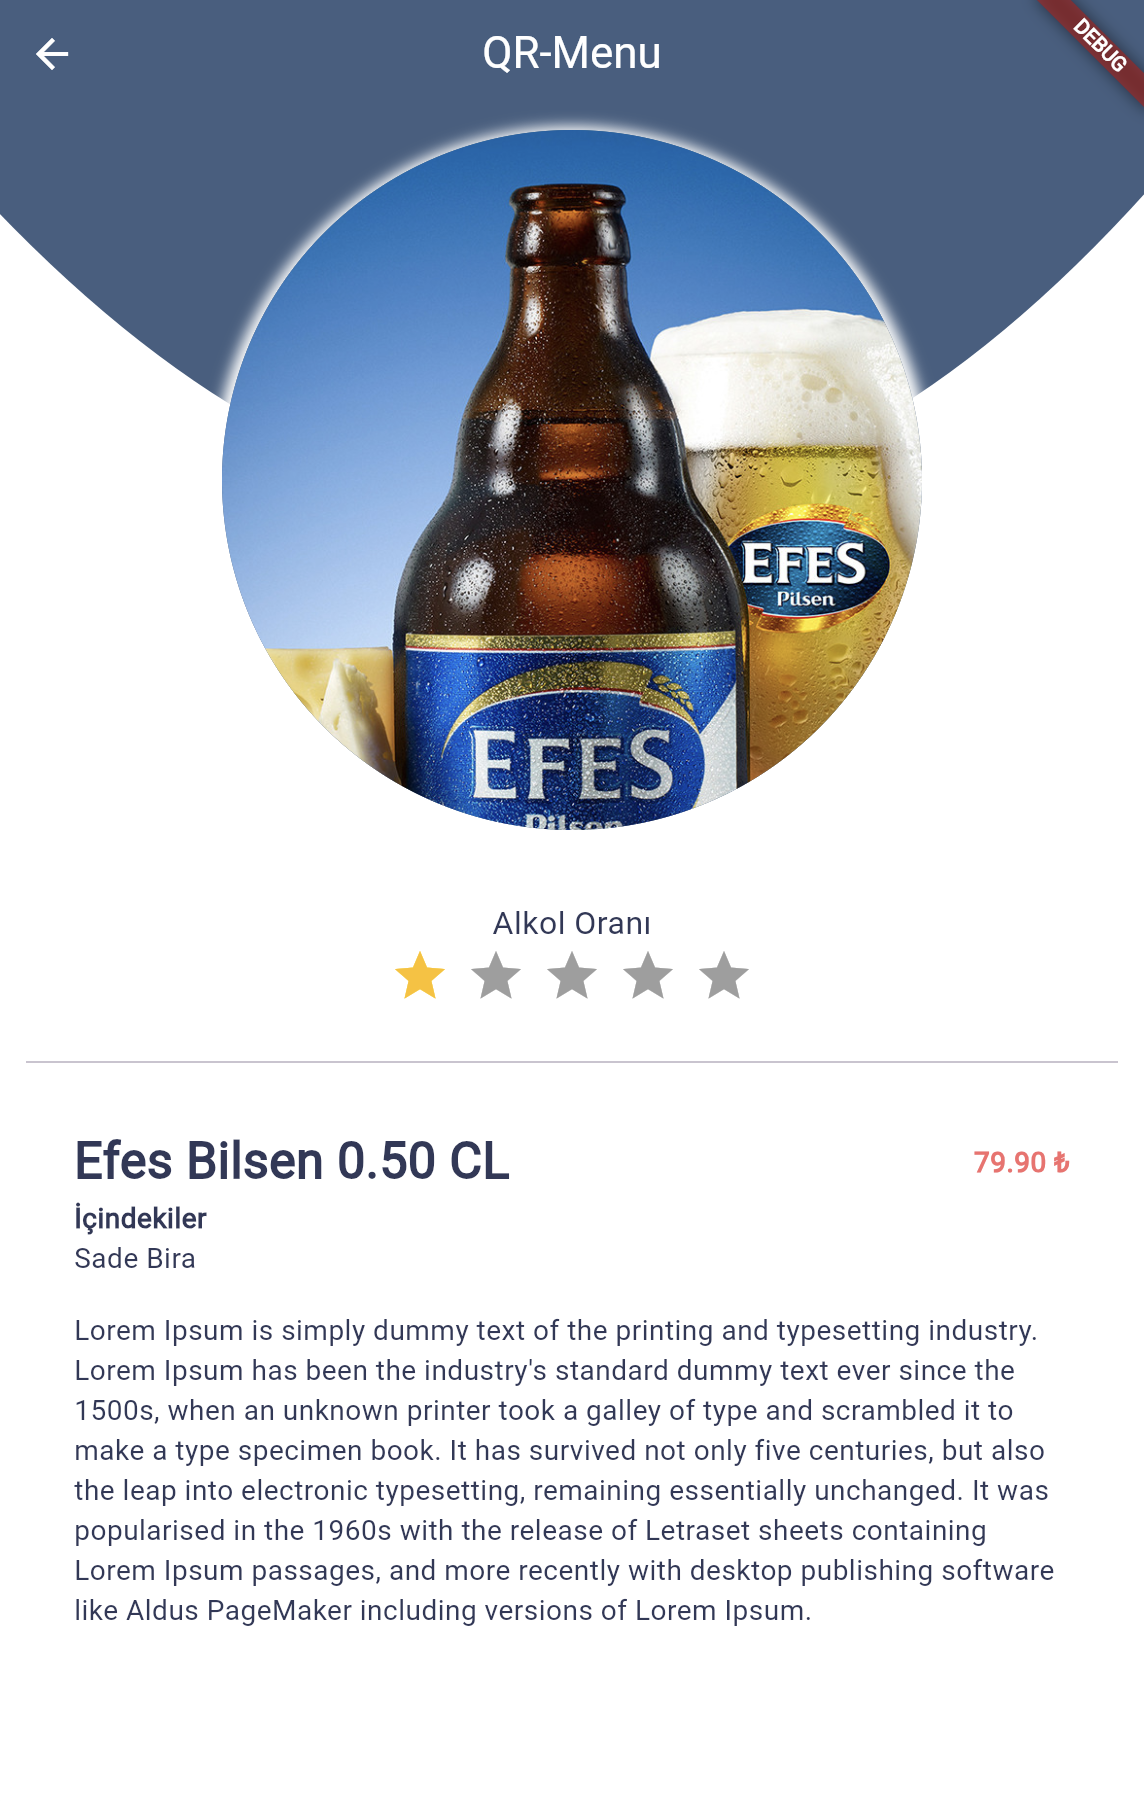 QR-Menu
DEBUG
EFES
Pilsen
EFES
Pilsen
Alkol Oranı
Efes Bilsen 0.50 CL
79.90 ₺
İçindekiler
Sade Bira
Lorem Ipsum is simply dummy text of the printing and typesetting industry.
Lorem Ipsum has been the industry's standard dummy text ever since the
1500s, when an unknown printer took a galley of type and scrambled it to
make a type specimen book. It has survived not only five centuries, but also
the leap into electronic typesetting, remaining essentially unchanged. It was
popularised in the 1960s with the release of Letraset sheets containing
Lorem Ipsum passages, and more recently with desktop publishing software
like Aldus PageMaker including versions of Lorem Ipsum.